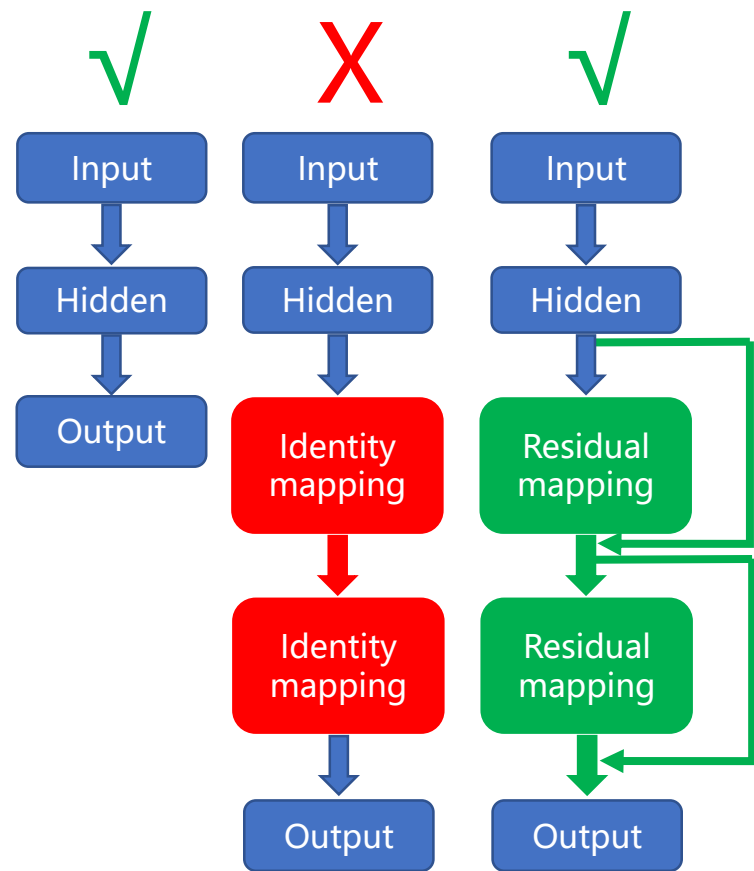 √
X
√
Input
Hidden
Output
Input
Hidden
Identity
mapping
Identity
mapping
Output
Input
Hidden
Residual
mapping
Residual
mapping
Output